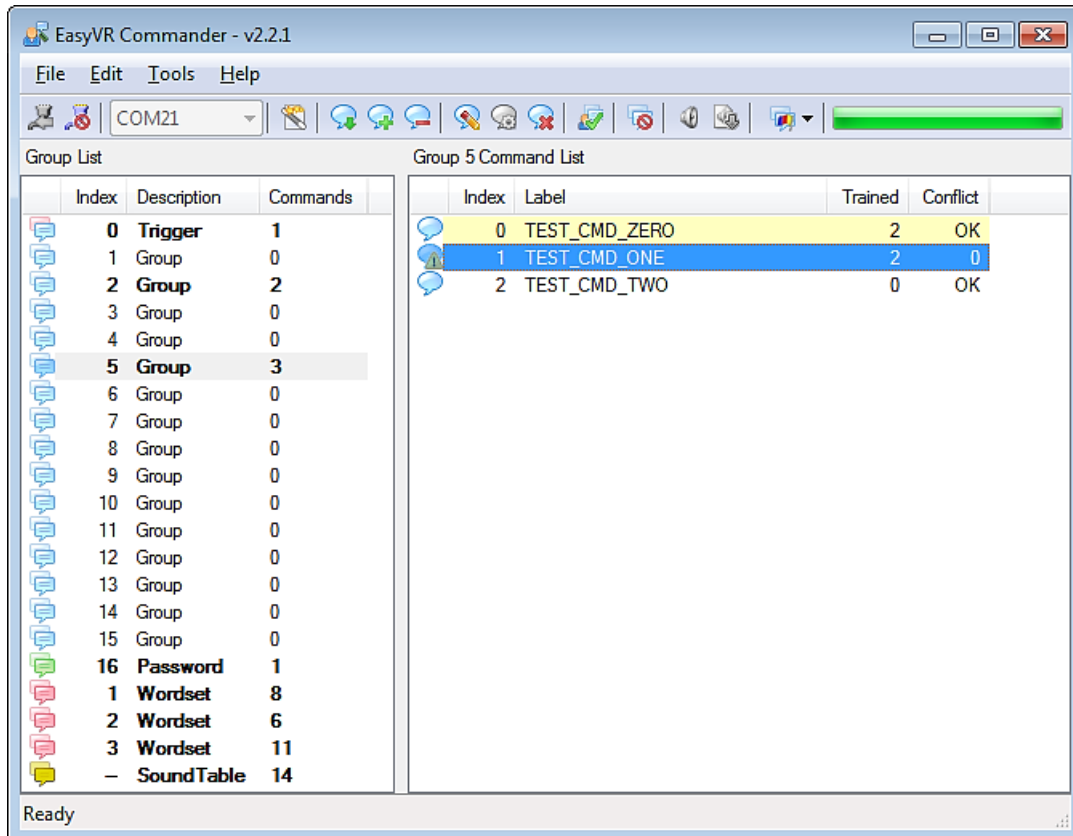 EasyVR Commander - v2.2.1
File Edit Tools Help
COM21
Group List
Index Description Commands
0 Trigger 1
1 Group 0
2 Group 2
3 Group 0
4 Group 0
5 Group 3
6 Group 0
7 Group 0
8 Group 0
9 Group 0
10 Group 0
11 Group 0
12 Group 0
13 Group 0
14 Group 0
15 Group 0
16 Password 1
1 Wordset 8
2 Wordset 6
3 Wordset 11
– SoundTable 14
Group 5 Command List
Index Label Trained Conflict
0 TEST_CMD_ZERO 2 OK
1 TEST_CMD_ONE 2 0
2 TEST_CMD_TWO 0 OK
Ready